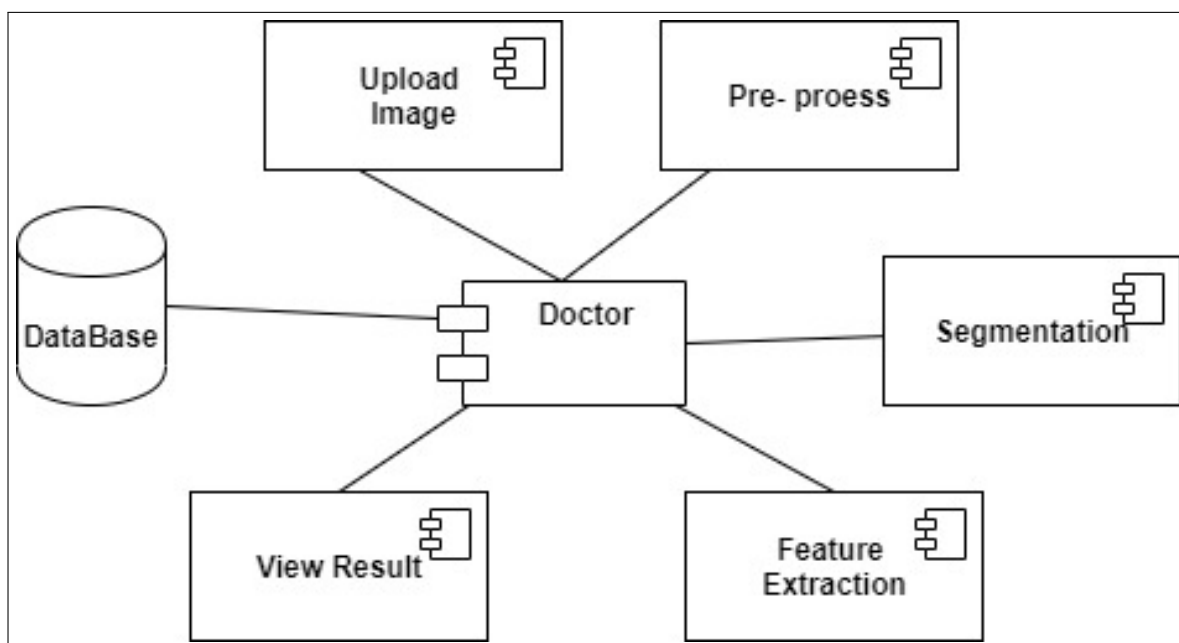 Upload
Image
Pre- proess
DataBase
Doctor
Segmentation
View Result
Feature
Extraction